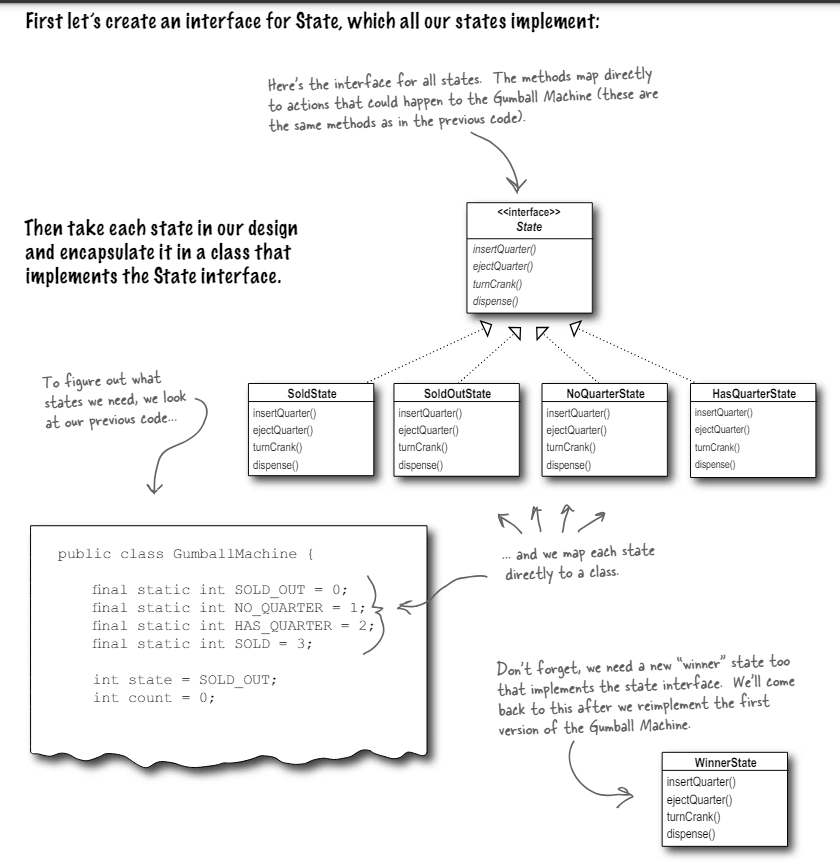 First let's create an interface for State, which all our states implement:
Here's the interface for all states. The methods map directly
to actions that could happen to the Gumball Machine (these are
the same methods as in the previous code).
Then take each state in our design
and encapsulate it in a class that
implements the State interface.
<<interface>>
State
insertQuarter()
ejectQuarter()
turnCrank()
dispense()
To figure out what
states we need, we look
at our previous code...
SoldState
insertQuarter()
ejectQuarter()
turnCrank()
dispense()
SoldOutState
insertQuarter()
ejectQuarter()
turnCrank()
dispense()
NoQuarterState
insertQuarter()
ejectQuarter()
turnCrank()
dispense()
HasQuarterState
insertQuarter()
ejectQuarter()
turnCrank()
dispense()
... and we map each state
directly to a class.
public class GumballMachine {
final static int SOLD_OUT = 0;
final static int NO_QUARTER = 1;
final static int HAS_QUARTER = 2;
final static int SOLD = 3;
int state = SOLD_OUT;
int count = 0;
Don't forget, we need a new "winner" state too
that implements the state interface. We'll come
back to this after we reimplement the first
version of the Gumball Machine.
WinnerState
insertQuarter()
ejectQuarter()
turnCrank()
dispense()